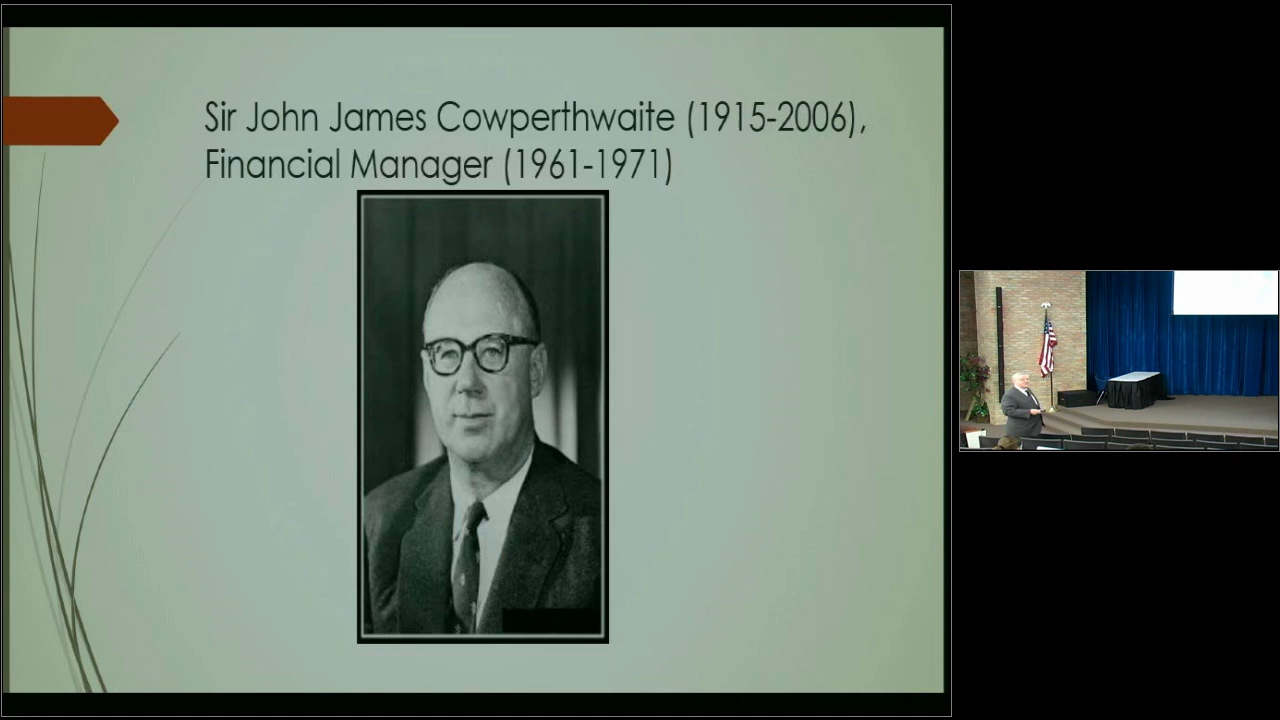 Sir John James Cowperthwaite (1915-2006),
Financial Manager (1961-1971)